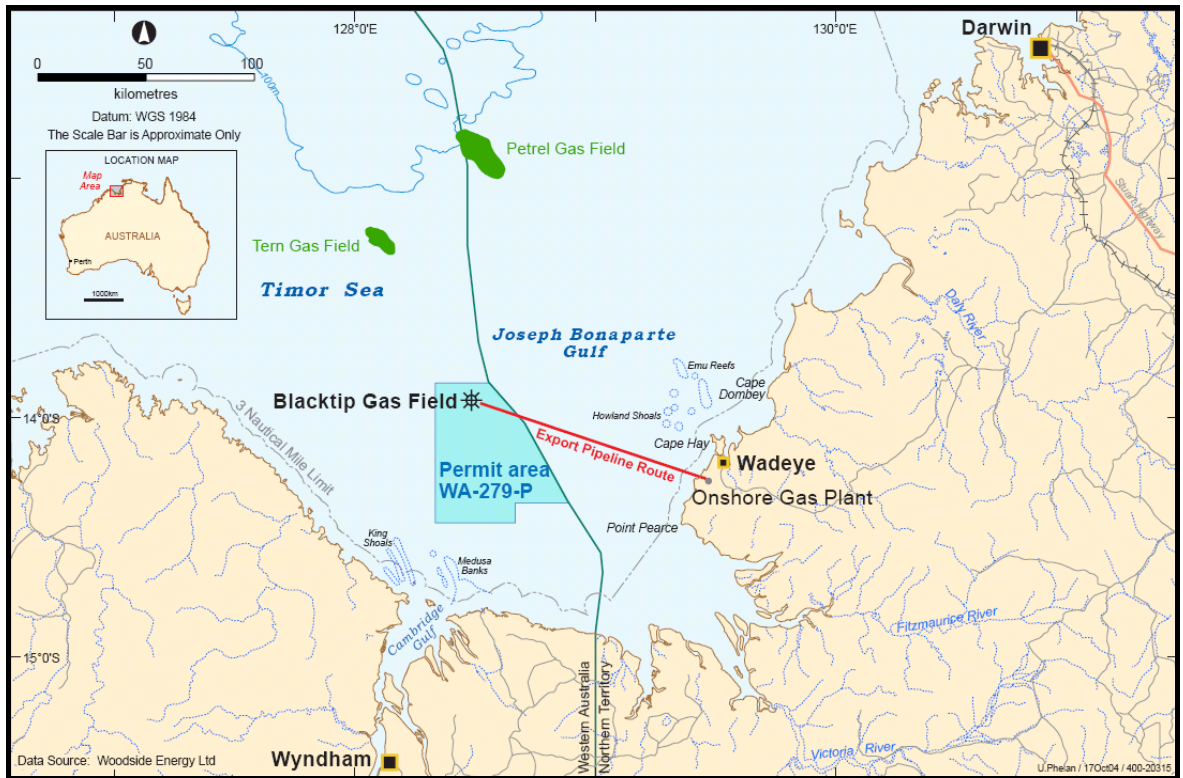 128°0'E
130°0'E
Darwin
0
50
100
kilometres
Datum: WGS 1984
The Scale Bar is Approximate Only
LOCATION MAP
Map
Area
AUSTRALIA
Perth
1000km
100m
Petrel Gas Field
Tern Gas Field
Stuart Highway
Timor Sea
Daly River
Joseph Bonaparte
Gulf
Emu Reefs
Cape
Dombey
Blacktip Gas Field
Howland Shoals
14°0'S
3 Nautical Mile Limit
Export Pipeline Route
Cape Hay
Wadeye
Permit area
WA-279-P
Onshore Gas Plant
Point Pearce
King
Shoals
Medusa
Banks
Cambridge
Gulf
Fitzmaurice River
15°0'S
Western Australia
Northern Territory
Victoria River
Wyndham
Data Source: Woodside Energy Ltd
U.Phelan / 17Oct04 / 400-20315